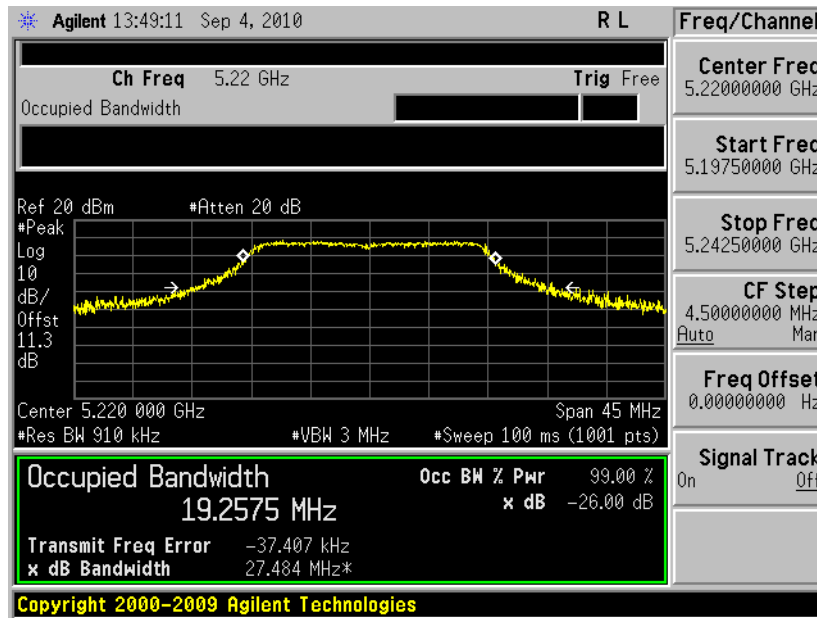 Agilent 13:49:11 Sep 4, 2010 R L
Freq/Channel
Ch Freq 5.22 GHz Trig Free
Occupied Bandwidth
Center Freq
5.22000000 GHz
Start Freq
5.19750000 GHz
Stop Freq
5.24250000 GHz
CF Step
4.50000000 MHz
Auto Man
Freq Offset
0.00000000 Hz
Signal Track
On Off
Ref 20 dBm #Atten 20 dB
#Peak
Log
10
dB/
Offst
11.3
dB
Center 5.220 000 GHz Span 45 MHz
#Res BW 910 kHz #VBW 3 MHz #Sweep 100 ms (1001 pts)
Occupied Bandwidth
19.2575 MHz
Occ BW % Pwr 99.00 %
x dB -26.00 dB
Transmit Freq Error -37.407 kHz
x dB Bandwidth 27.484 MHz*
Copyright 2000-2009 Agilent Technologies